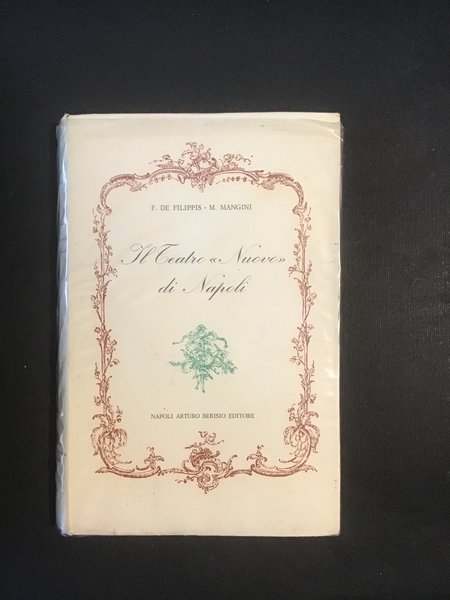 F. DE FILIPPIS - M. MANGINI
Il Teatro «Nuovo»
di Napoli
NAPOLI ARTURO BERISIO EDITORE